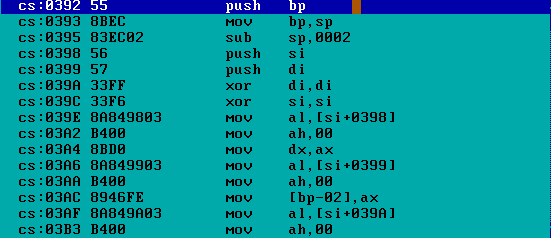 cs:0392 55 push bp
cs:0393 8BEC mov bp,sp
cs:0395 83EC02 sub sp,0002
cs:0398 56 push si
cs:0399 57 push di
cs:039A 33FF xor di,di
cs:039C 33F6 xor si,si
cs:039E 8A849803 mov al,[si+0398]
cs:03A2 B400 mov ah,00
cs:03A4 8BD0 mov dx,ax
cs:03A6 8A849903 mov al,[si+0399]
cs:03AA B400 mov ah,00
cs:03AC 8946FE mov [bp-02],ax
cs:03AF 8A849A03 mov al,[si+039A]
cs:03B3 B400 mov ah,00